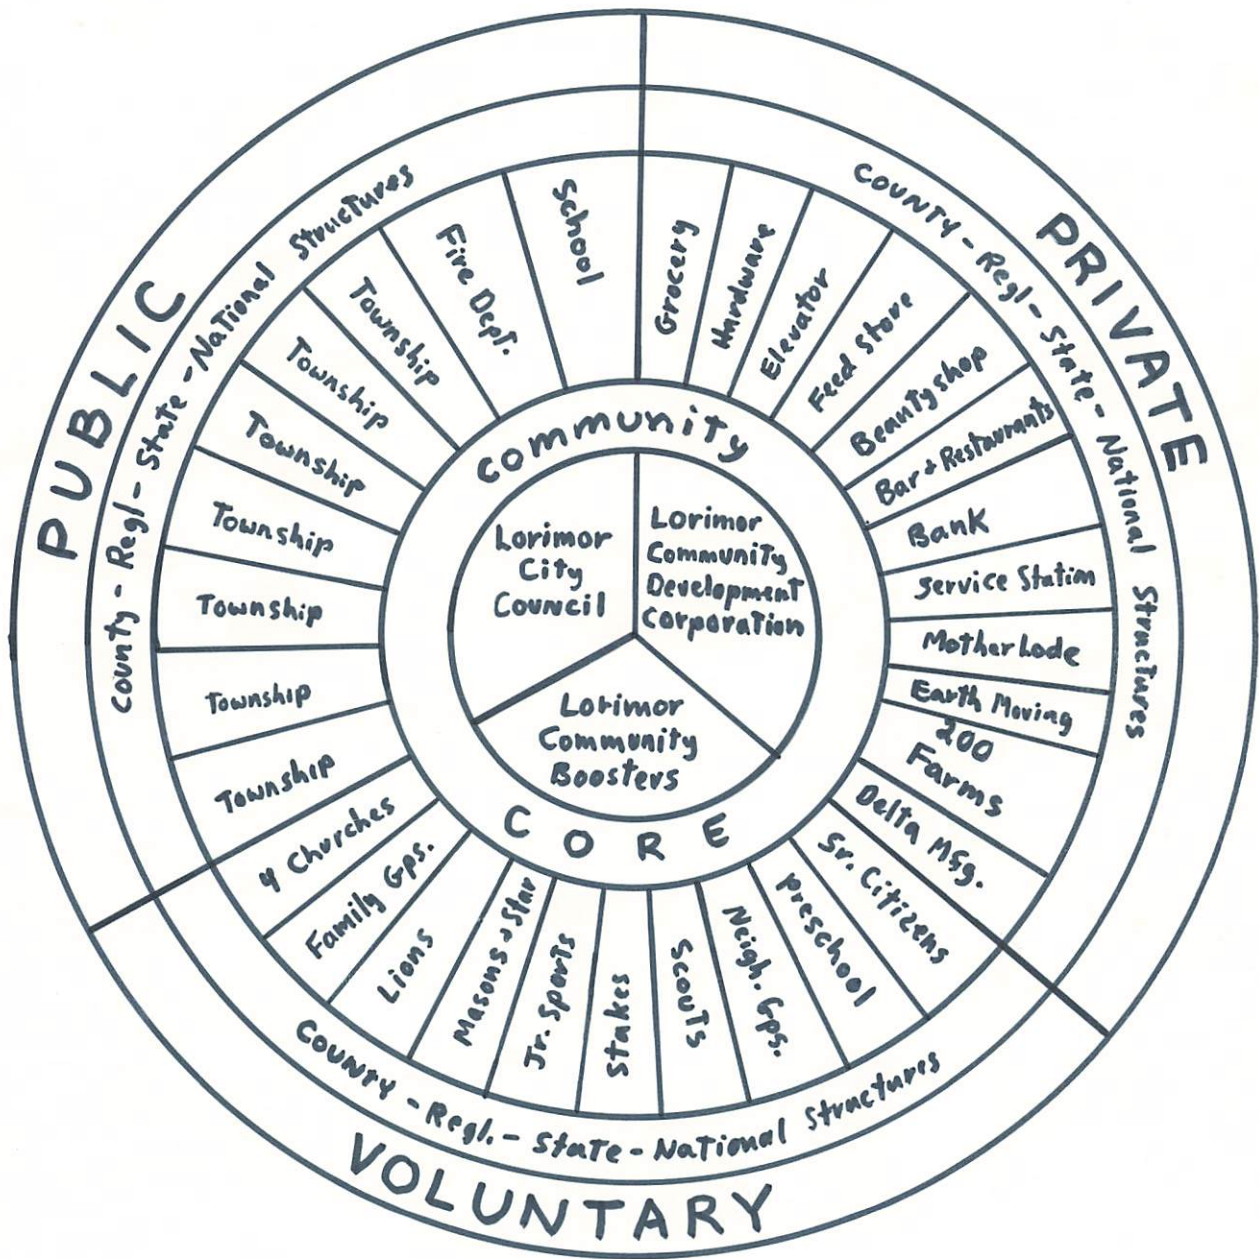 PUBLIC
County - Regl - State - National Structures
PRIVATE
COUNTY - Regl - State - National Structures
VOLUNTARY
COUNTY - Regl. - STATE - National Structures
School
Fire Dept.
Township
Township
Township
Township
Township
Township
Township
Grocery
Hardware
Elevator
Feed Store
Beautyshop
Bar + Restaurants
Bank
Service Station
Mother Lode
Earth Moving
200
Farms
Delta Mfg.
Sr. Citizens
Preschool
Neigh. Gps.
Scouts
Stakes
Jr. Sports
Masons + Star
Lions
Family Gps.
4 Churches
Community
CORE
Lorimor
City
Council
Lorimor
Community
Development
Corporation
Lorimor
Community
Boosters